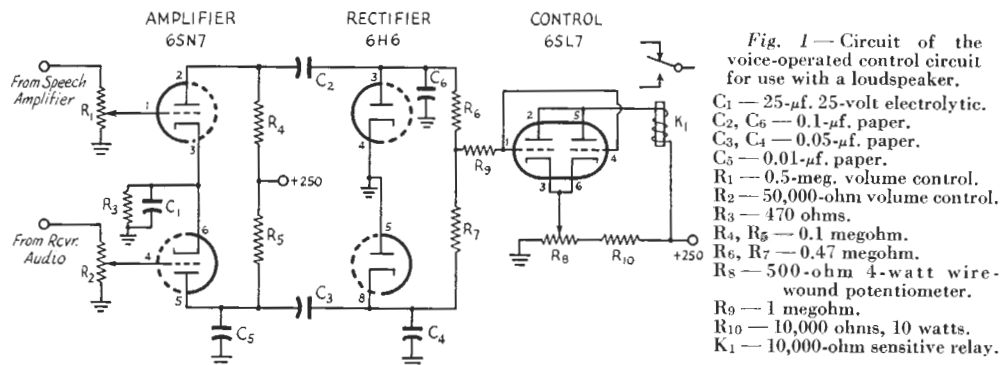 AMPLIFIER
6SN7
RECTIFIER
6H6
CONTROL
6SL7
From Speech
Amplifier
R₁
1
2
3
R₃
C₁
From Rcvr.
Audio
R₂
4
6
5
C₅
R₄
+250
R₅
C₂
C₃
3
4
5
8
C₆
C₄
R₆
R₇
R₉
1
2
5
4
3
6
K₁
R₈
R₁₀
+250
Fig. 1 — Circuit of the
voice-operated control circuit
for use with a loudspeaker.
C₁ — 25-μf. 25-volt electrolytic.
C₂, C₆ — 0.1-μf. paper.
C₃, C₄ — 0.05-μf. paper.
C₅ — 0.01-μf. paper.
R₁ — 0.5-meg. volume control.
R₂ — 50,000-ohm volume control.
R₃ — 470 ohms.
R₄, R₅ — 0.1 megohm.
R₆, R₇ — 0.47 megohm.
R₈ — 500-ohm 4-watt wire-
wound potentiometer.
R₉ — 1 megohm.
R₁₀ — 10,000 ohms, 10 watts.
K₁ — 10,000-ohm sensitive relay.